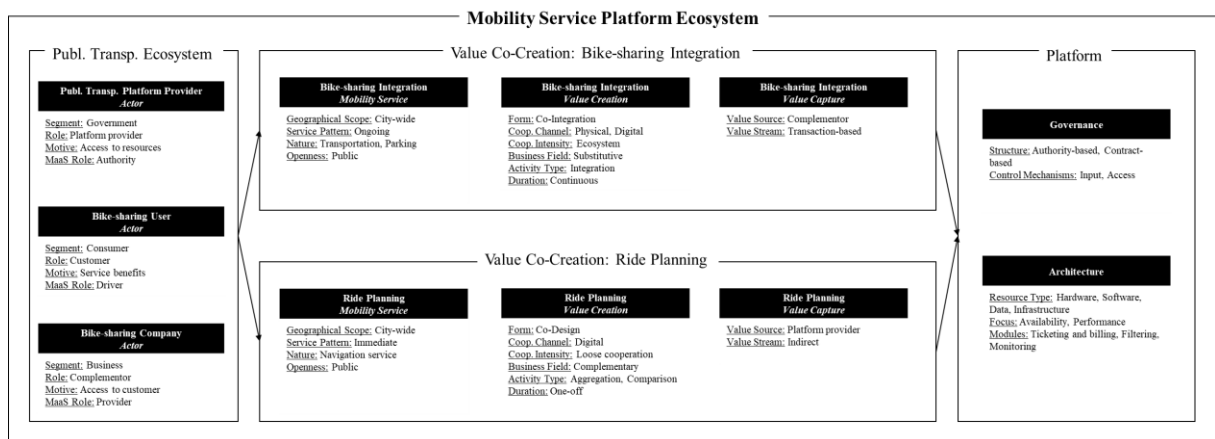 Mobility Service Platform Ecosystem
Publ. Transp. Ecosystem
Publ. Transp. Platform Provider
Actor
Segment: Government
Role: Platform provider
Motive: Access to resources
MaaS Role: Authority
Bike-sharing User
Actor
Segment: Consumer
Role: Customer
Motive: Service benefits
MaaS Role: Driver
Bike-sharing Company
Actor
Segment: Business
Role: Complementor
Motive: Access to customer
MaaS Role: Provider
Value Co-Creation: Bike-sharing Integration
Bike-sharing Integration
Mobility Service
Geographical Scope: City-wide
Service Pattern: Ongoing
Nature: Transportation, Parking
Openness: Public
Bike-sharing Integration
Value Creation
Form: Co-Integration
Coop. Channel: Physical, Digital
Coop. Intensity: Ecosystem
Business Field: Substitutive
Activity Type: Integration
Duration: Continuous
Bike-sharing Integration
Value Capture
Value Source: Complementor
Value Stream: Transaction-based
Value Co-Creation: Ride Planning
Ride Planning
Mobility Service
Geographical Scope: City-wide
Service Pattern: Immediate
Nature: Navigation service
Openness: Public
Ride Planning
Value Creation
Form: Co-Design
Coop. Channel: Digital
Coop. Intensity: Loose cooperation
Business Field: Complementary
Activity Type: Aggregation, Comparison
Duration: One-off
Ride Planning
Value Capture
Value Source: Platform provider
Value Stream: Indirect
Platform
Governance
Structure: Authority-based, Contract-
based
Control Mechanisms: Input, Access
Architecture
Resource Type: Hardware, Software,
Data, Infrastructure
Focus: Availability, Performance
Modules: Ticketing and billing, Filtering,
Monitoring